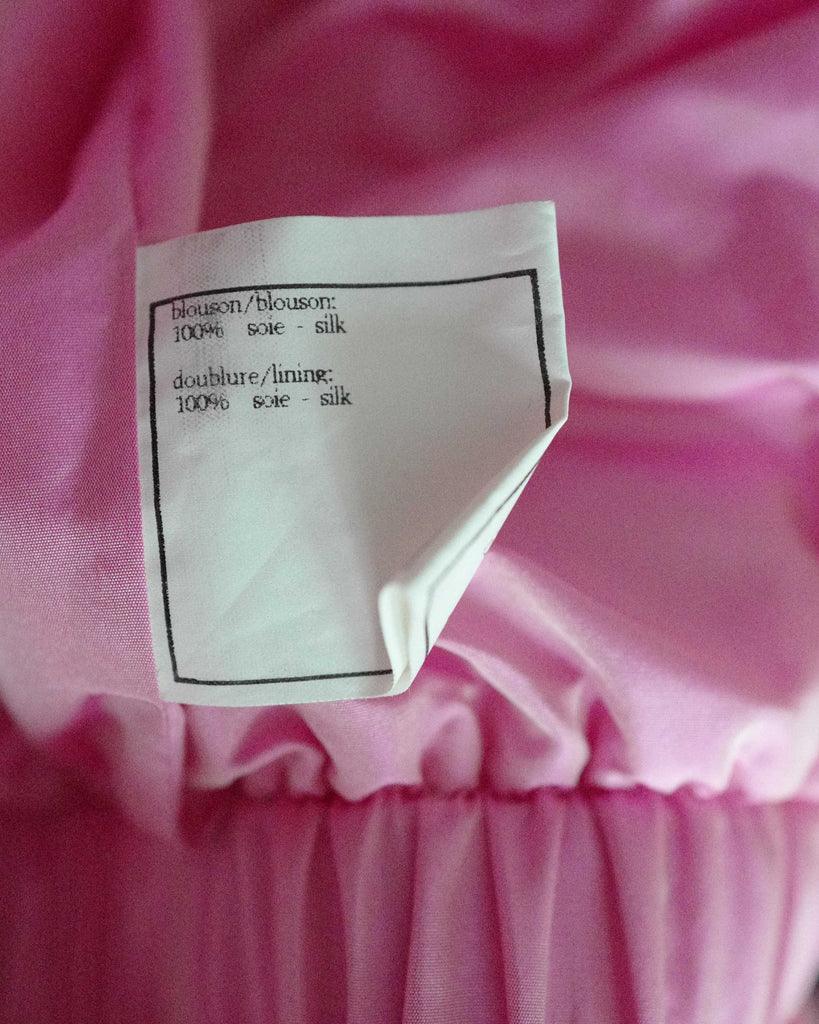 blouson/blouson:
100% soie - silk
doublure/lining:
100% soie - silk